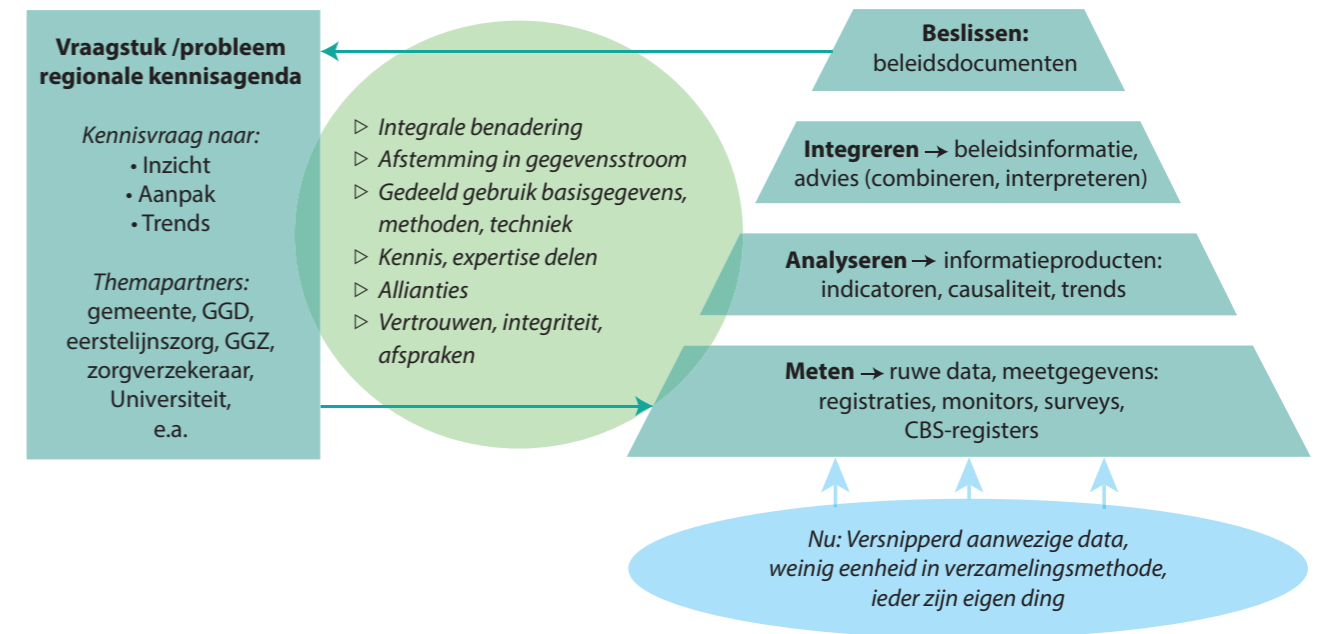 Vraagstuk /probleem
regionale kennisagenda
Kennisvraag naar:
• Inzicht
• Aanpak
• Trends
Themapartners:
gemeente, GGD,
eerstelijnszorg, GGZ,
zorgverzekeraar,
Universiteit,
e.a.
▷ Integrale benadering
▷ Afstemming in gegevensstroom
▷ Gedeeld gebruik basisgegevens,
methoden, techniek
▷ Kennis, expertise delen
▷ Allianties
▷ Vertrouwen, integriteit,
afspraken
Beslissen:
beleidsdocumenten
Integreren → beleidsinformatie,
advies (combineren, interpreteren)
Analyseren → informatieproducten:
indicatoren, causaliteit, trends
Meten → ruwe data, meetgegevens:
registraties, monitors, surveys,
CBS-registers
Nu: Versnipperd aanwezige data,
weinig eenheid in verzamelingsmethode,
ieder zijn eigen ding